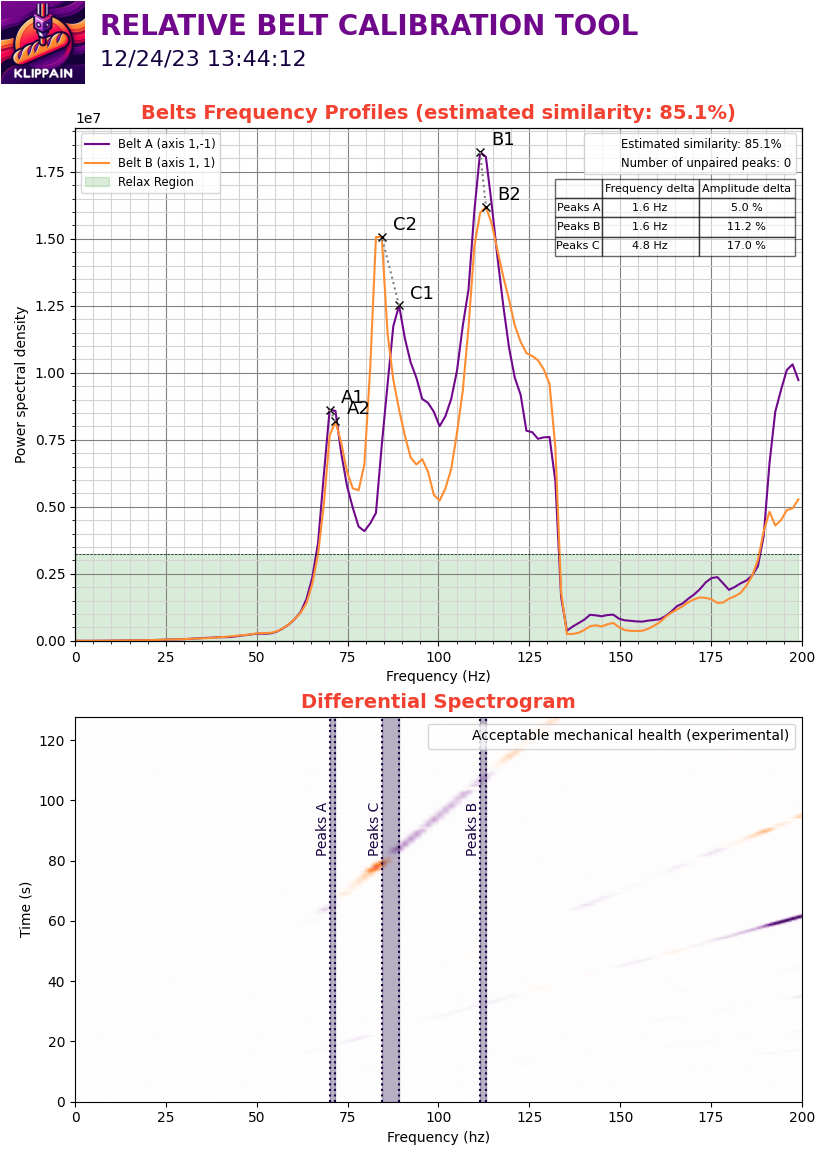 KLIPPAIN
RELATIVE BELT CALIBRATION TOOL
12/24/23 13:44:12
Belts Frequency Profiles (estimated similarity: 85.1%)
1e7
Belt A (axis 1,-1)
Belt B (axis 1, 1)
Relax Region
Estimated similarity: 85.1%
Number of unpaired peaks: 0
Frequency delta Amplitude delta
Peaks A 1.6 Hz 5.0 %
Peaks B 1.6 Hz 11.2 %
Peaks C 4.8 Hz 17.0 %
B1
B2
C2
C1
A1
A2
Power spectral density
1.75
1.50
1.25
1.00
0.75
0.50
0.25
0.00
0 25 50 75 100 125 150 175 200
Frequency (Hz)
Differential Spectrogram
Acceptable mechanical health (experimental)
Peaks A
Peaks C
Peaks B
Time (s)
120
100
80
60
40
20
0
0 25 50 75 100 125 150 175 200
Frequency (hz)